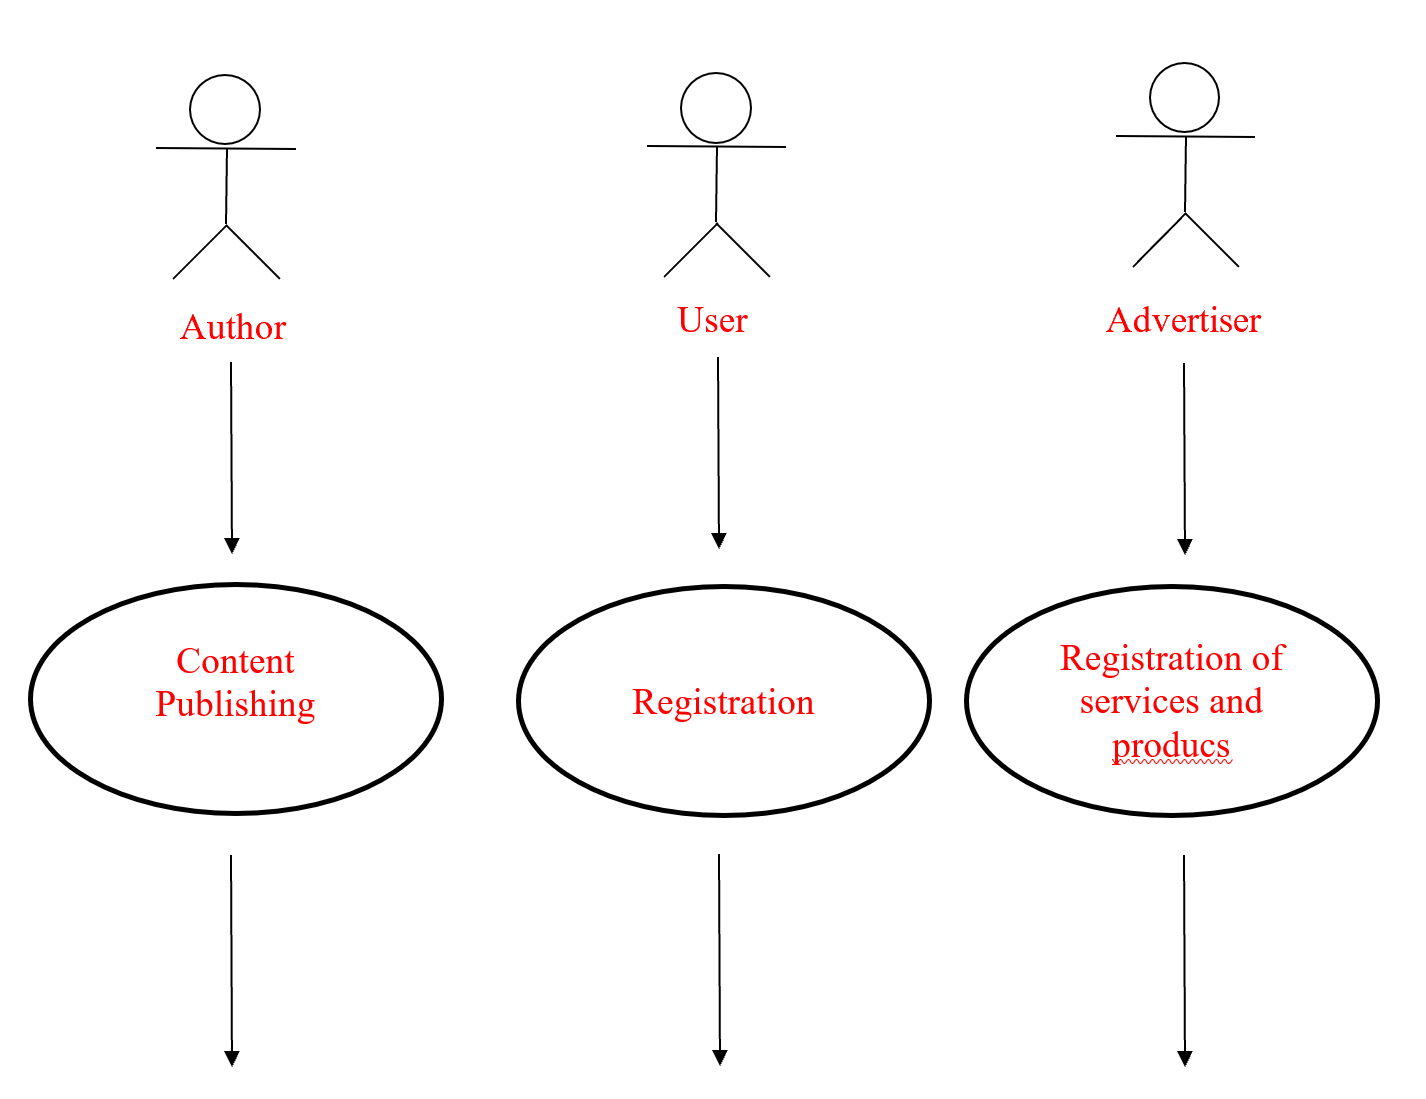 Author
User
Advertiser
Content
Publishing
Registration
Registration of
services and
producs